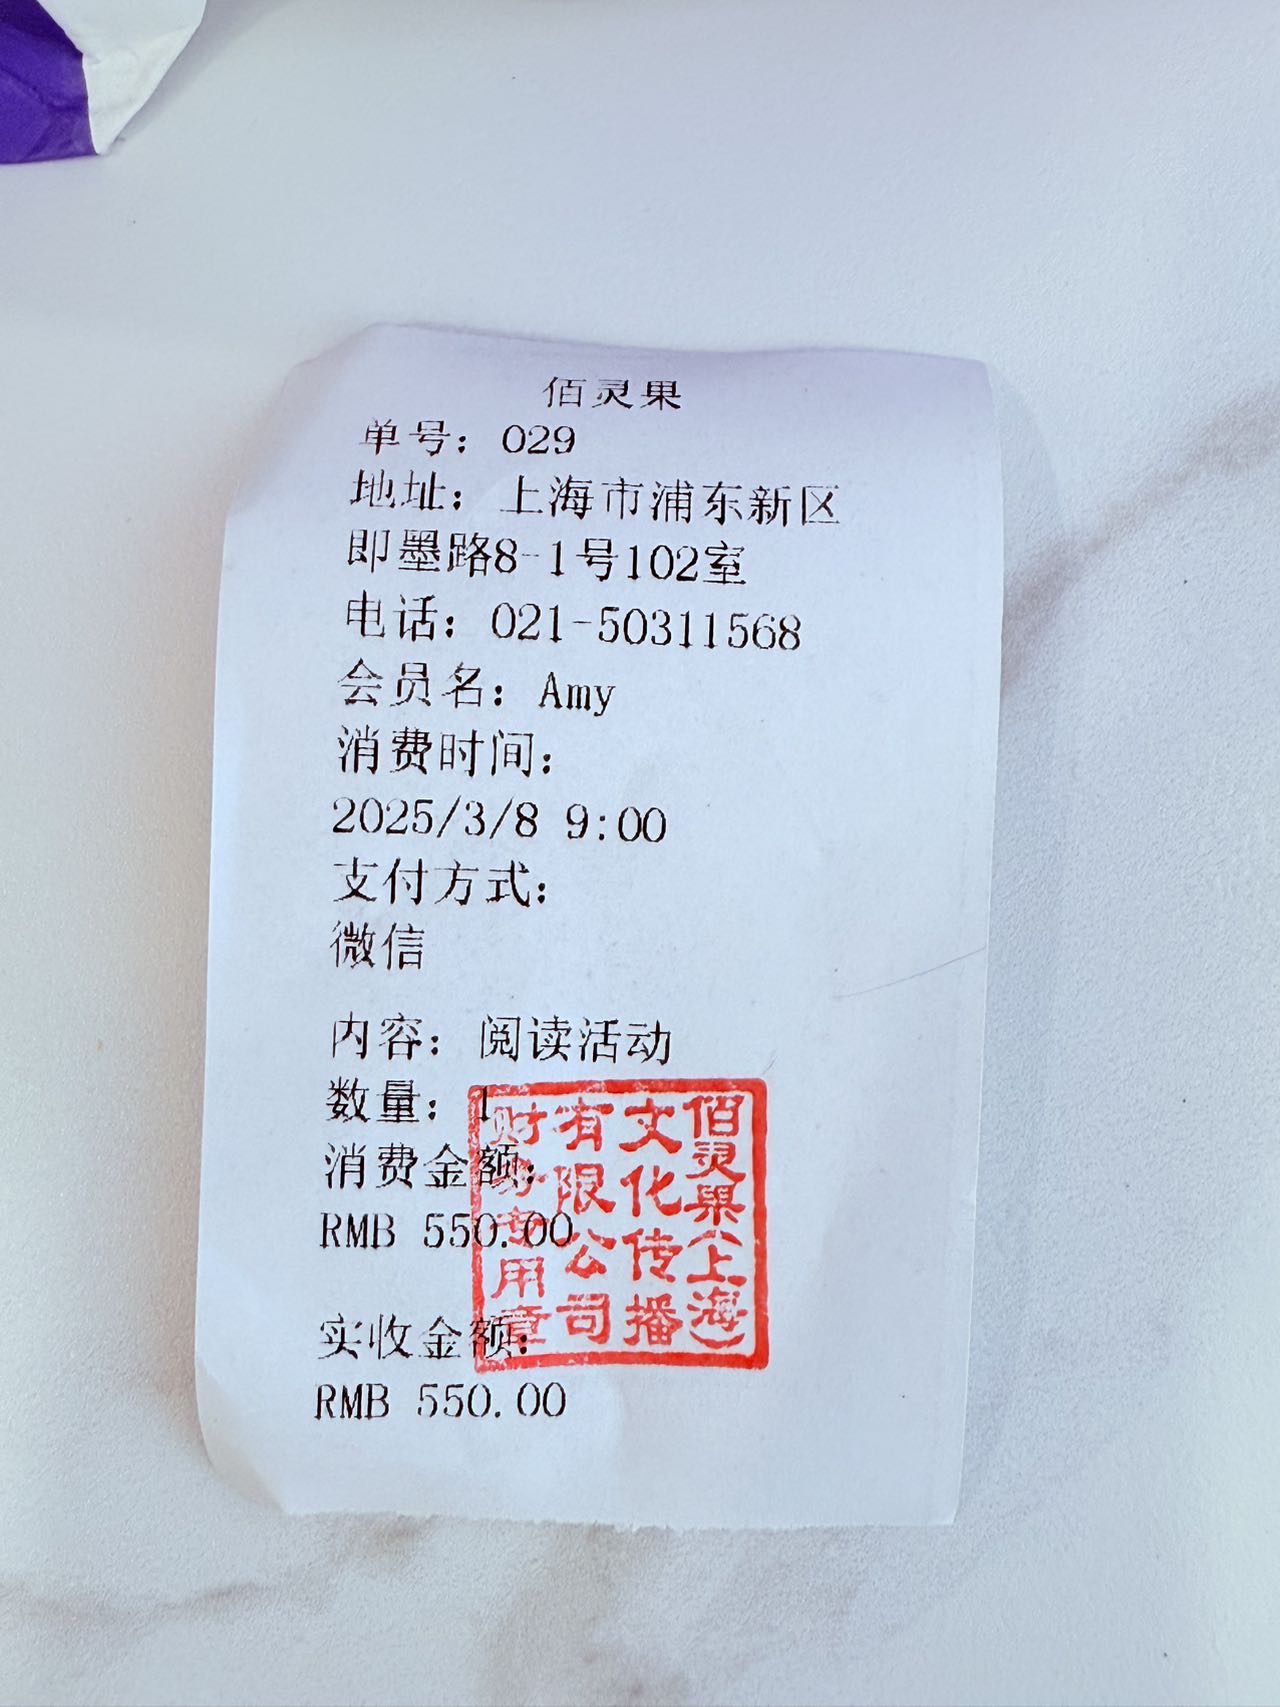 佰灵果
单号：029
地址：上海市浦东新区
即墨路8-1号102室
电话：021-50311568
会员名：Amy
消费时间：
2025/3/8 9:00
支付方式：
微信
内容：阅读活动
数量：1
消费金额：
RMB 550.00
实收金额：
RMB 550.00
佰灵果(上海)
文化传播
有限公司
财务专用章